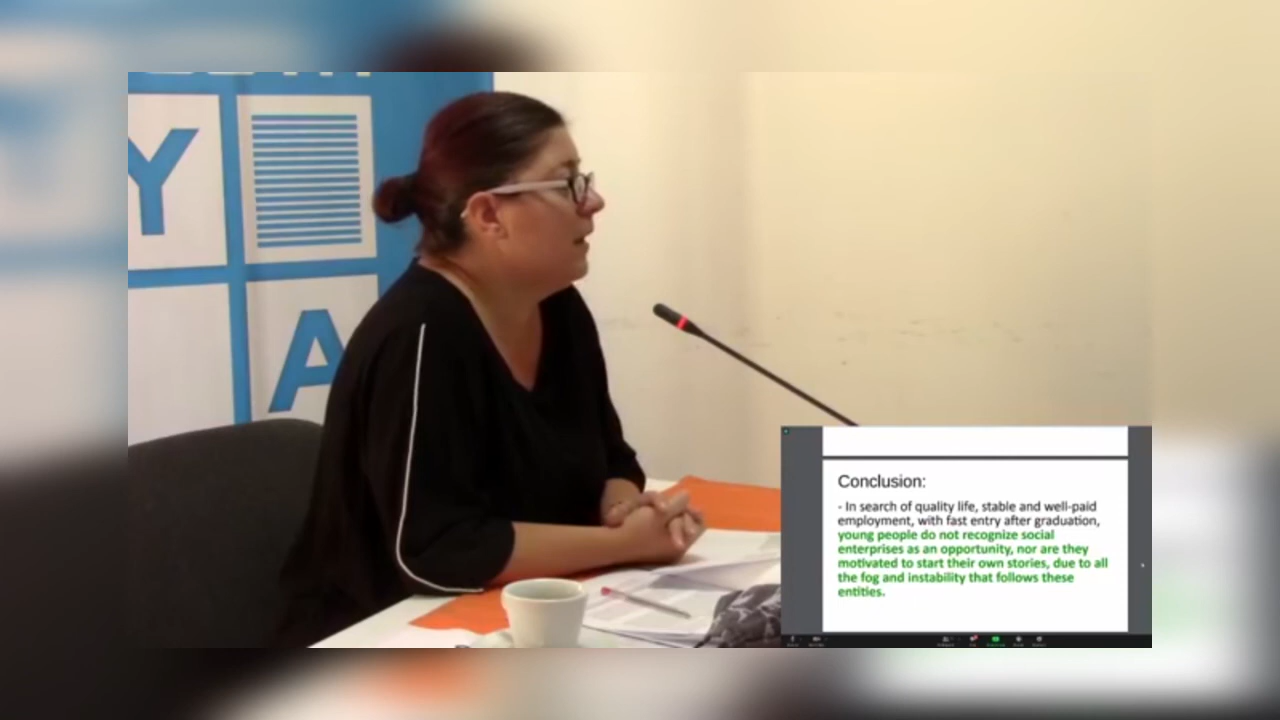 Y
A
Conclusion:
- In search of quality life, stable and well-paid
employment, with fast entry after graduation,
young people do not recognize social
enterprises as an opportunity, nor are they
motivated to start their own stories, due to all
the fog and instability that follows these
entities.